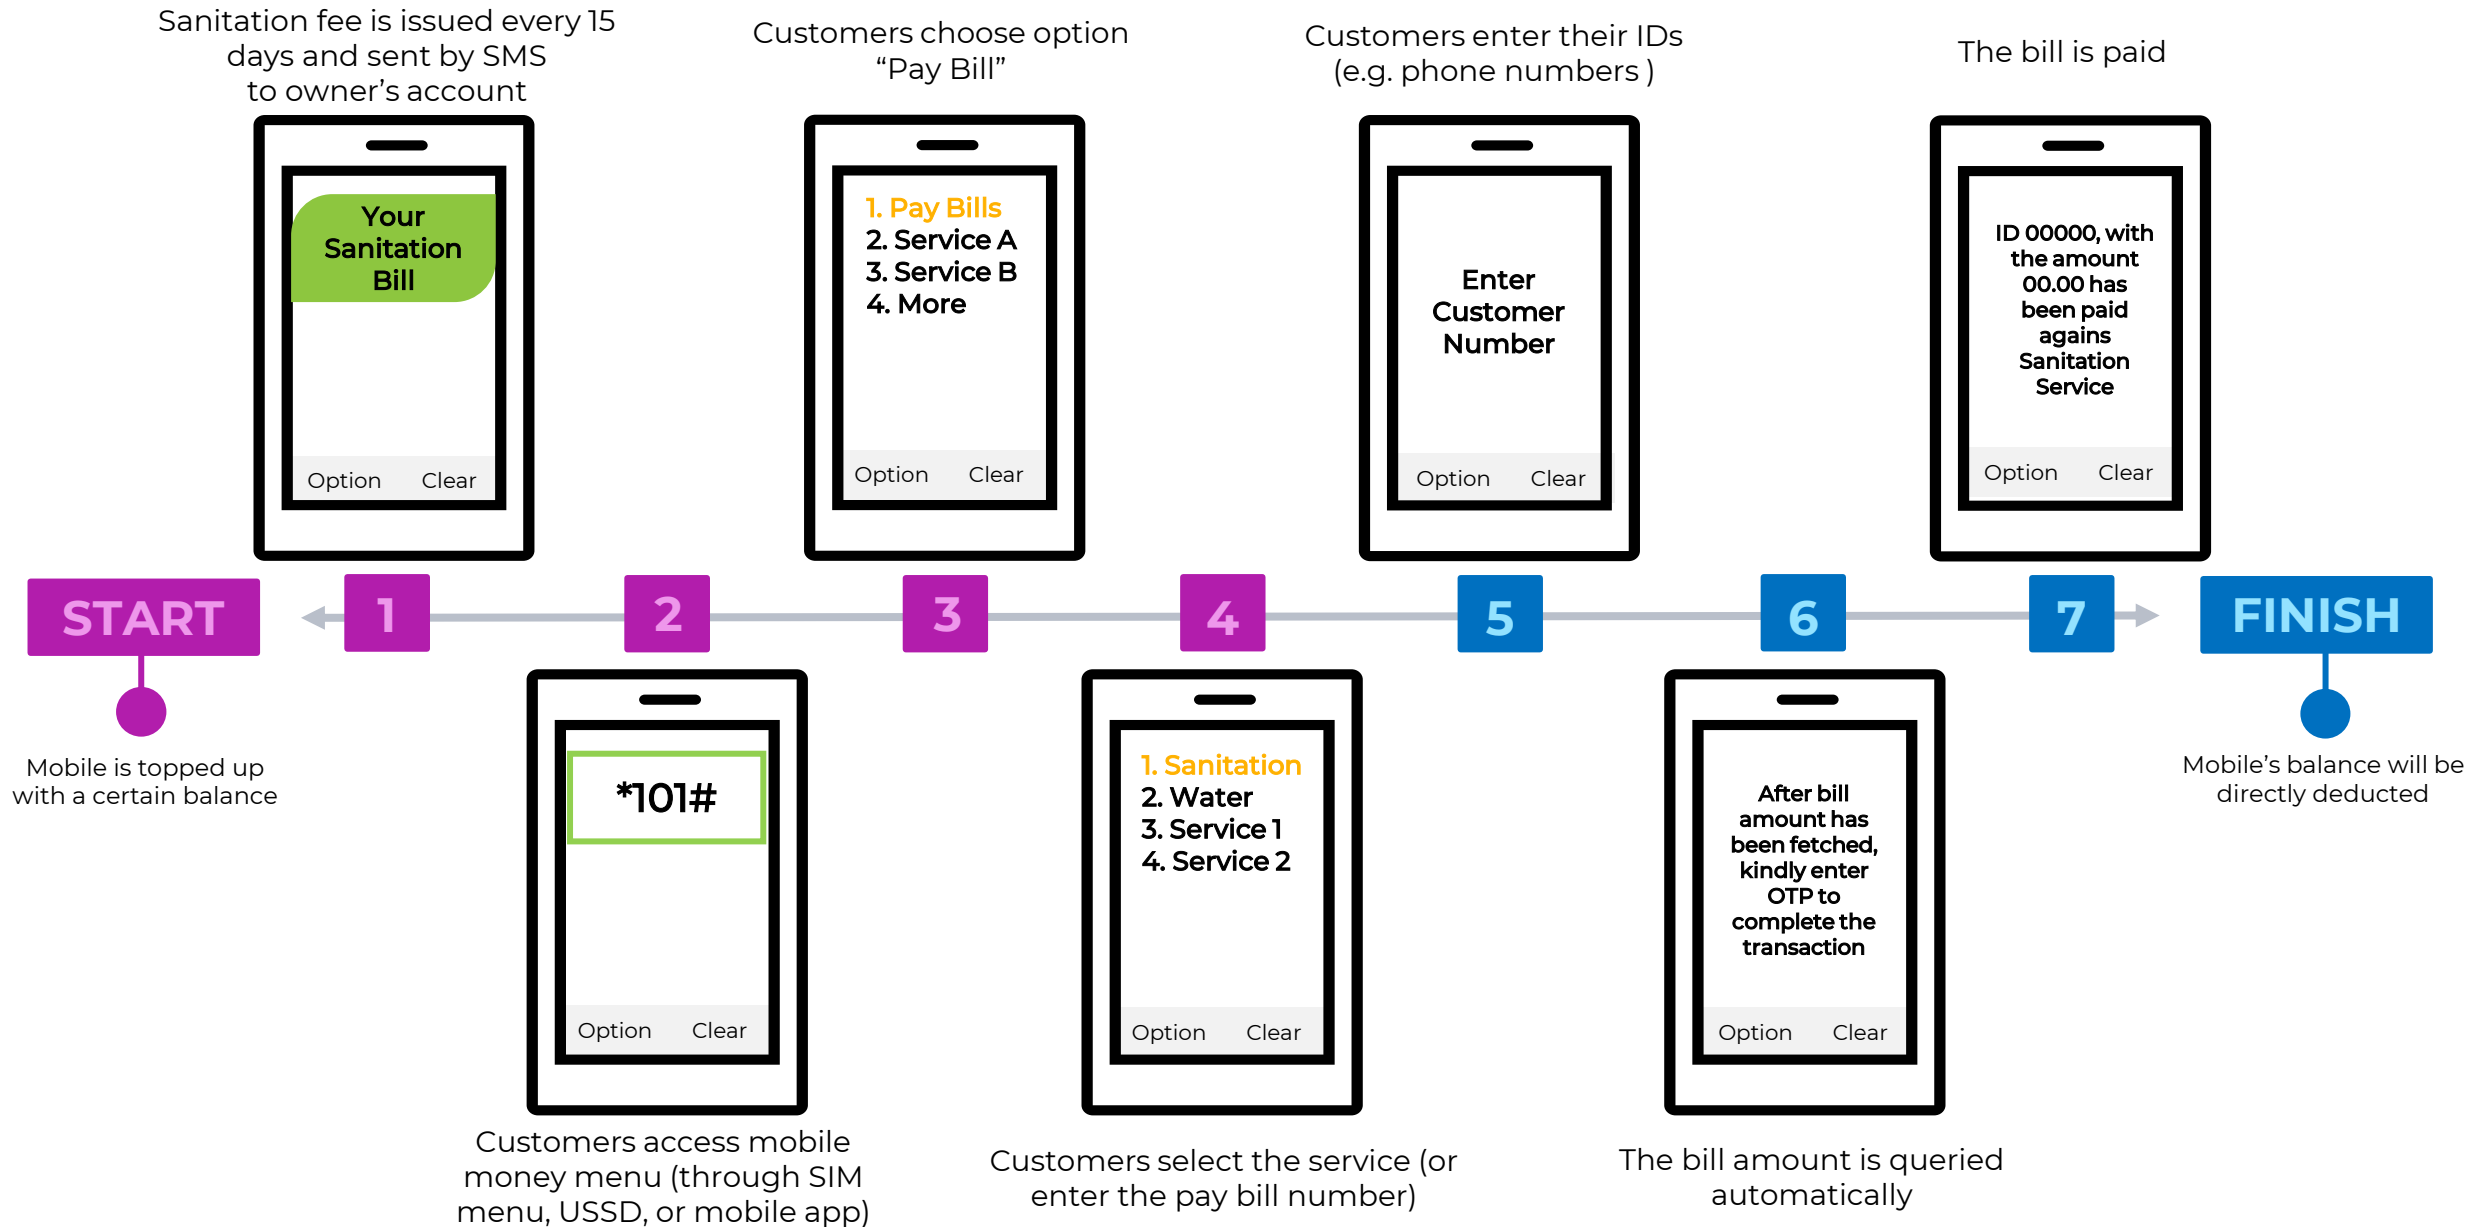 Sanitation fee is issued every 15
days and sent by SMS
to owner's account
Your
Sanitation
Bill
Option Clear
Customers choose option
“Pay Bill”
1. Pay Bills
2. Service A
3. Service B
4. More
Option Clear
Customers enter their IDs
(e.g. phone numbers )
Enter
Customer
Number
Option Clear
The bill is paid
ID 00000, with
the amount
00.00 has
been paid
agains
Sanitation
Service
Option Clear
START 1 2 3 4 5 6 7 FINISH
Mobile is topped up
with a certain balance
*101#
Option Clear
Customers access mobile
money menu (through SIM
menu, USSD, or mobile app)
1. Sanitation
2. Water
3. Service 1
4. Service 2
Option Clear
Customers select the service (or
enter the pay bill number)
After bill
amount has
been fetched,
kindly enter
OTP to
complete the
transaction
Option Clear
The bill amount is queried
automatically
Mobile’s balance will be
directly deducted